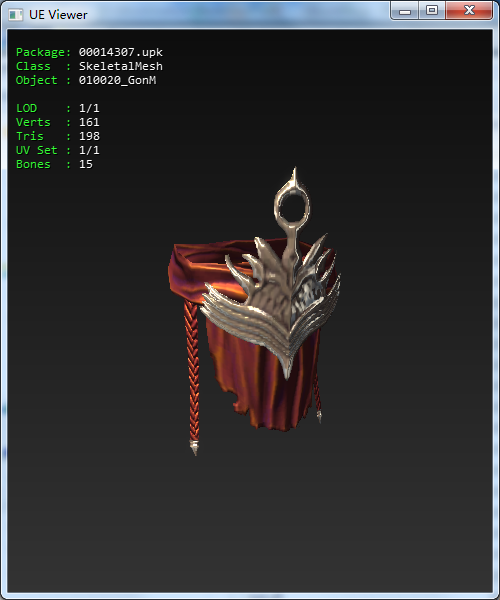 UE Viewer
Package: 00014307.upk
Class : SkeletalMesh
Object : 010020_GonM
LOD : 1/1
Verts : 161
Tris : 198
UV Set : 1/1
Bones : 15